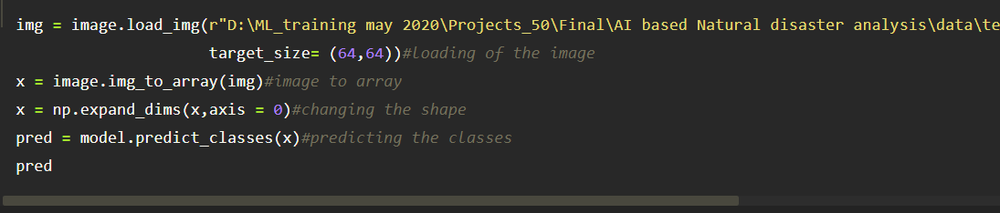 img = image.load_img(r"D:\ML_training may 2020\Projects_50\Final\AI based Natural disaster analysis\data\te
target_size= (64,64))#loading of the image
x = image.img_to_array(img)#image to array
x = np.expand_dims(x,axis = 0)#changing the shape
pred = model.predict_classes(x)#predicting the classes
pred